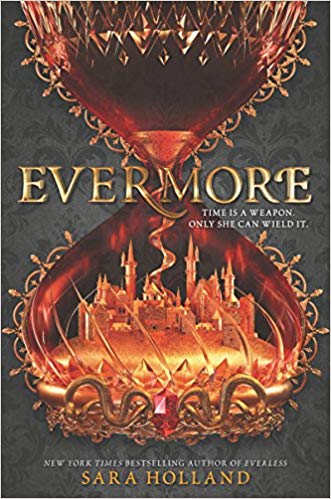 EVERMORE
TIME IS A WEAPON.
ONLY SHE CAN WIELD IT.
NEW YORK TIMES BESTSELLING AUTHOR OF EVERLESS
SARA HOLLAND